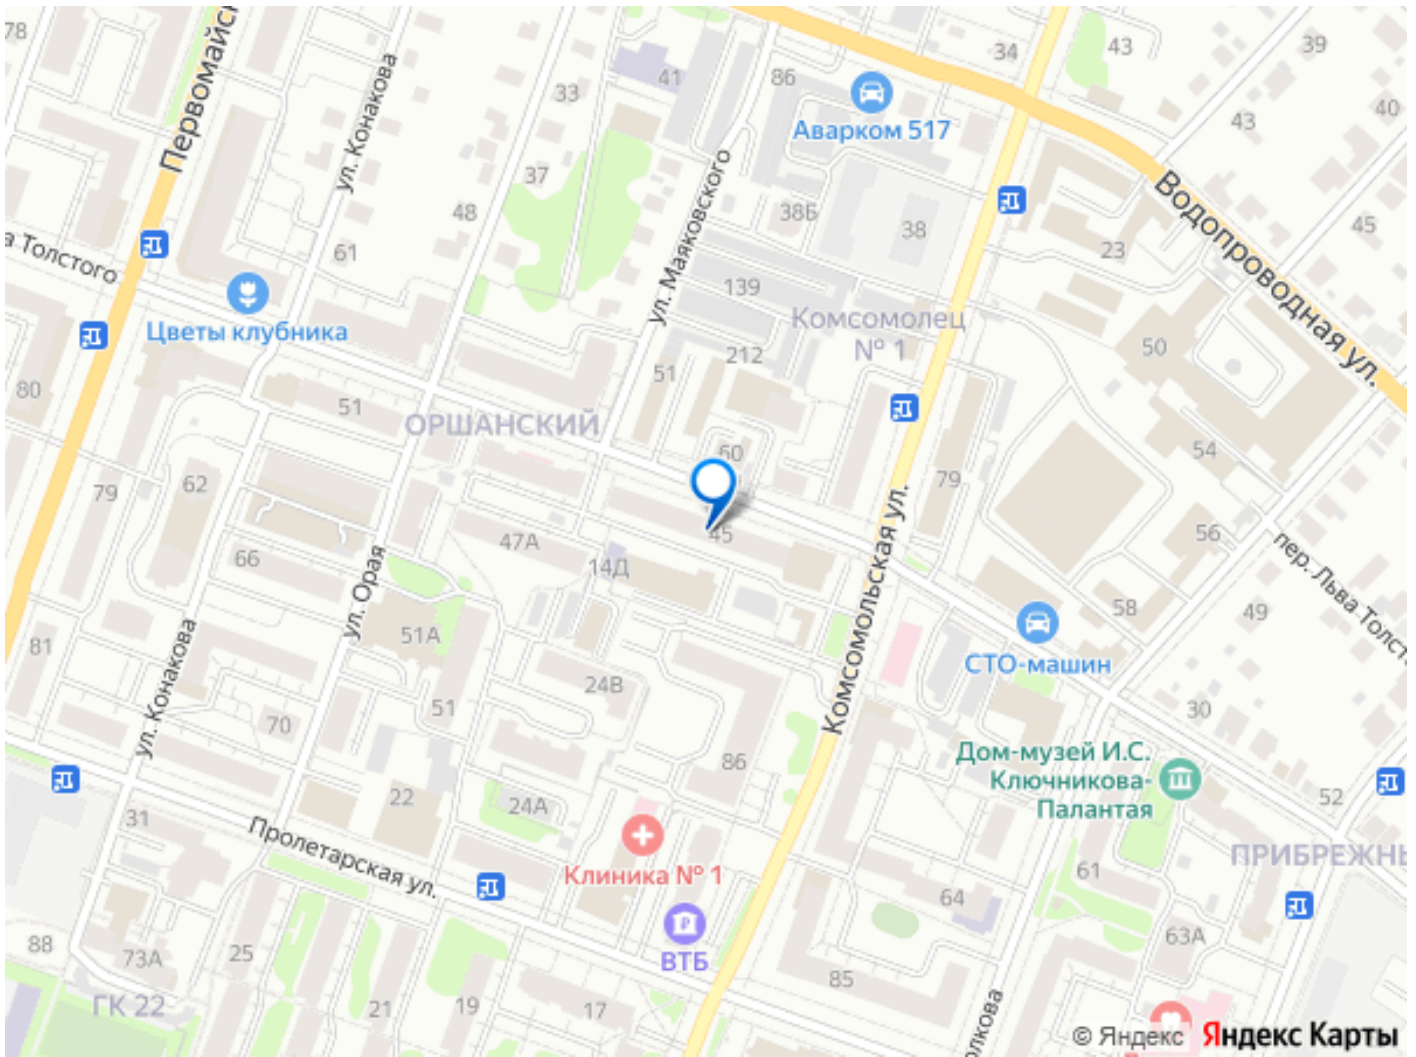 78
Первомайск
ул. Конакова
33
41
86
34
43
39
Аварком 517
40
43
37
48
61
ул. Маяковского
38Б
38
23
45
Водопроводная ул.
а Толстого
139
Цветы клубника
Комсомолец
№ 1
212
50
80
51
51
ОРШАНСКИЙ
60
54
79
62
79
45
56
47А
14Д
66
ул. Орая
Комсомольская ул.
пер. Льва Толст
58
49
51А
81
СТО-машин
ул. Конакова
24В
51
70
30
86
Дом-музей И.С.
Ключникова-
Палантая
22
24А
52
31
Пролетарская ул.
Клиника № 1
ПРИБРЕЖНЫ
61
64
88
73А
25
ВТБ
63А
85
ГК 22
21
19
17
олкова
© Яндекс Яндекс Карты